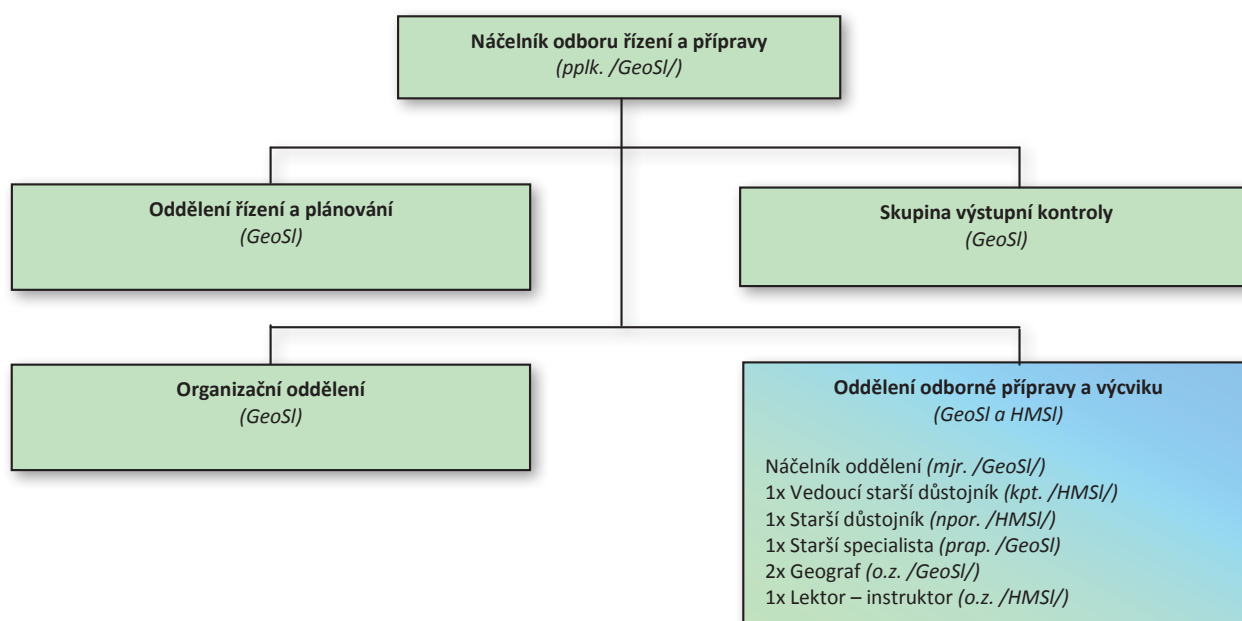 Náčelník odboru řízení a přípravy
(pplk. /GeoSl/)
Oddělení řízení a plánování
(GeoSl)
Skupina výstupní kontroly
(GeoSl)
Organizační oddělení
(GeoSl)
Oddělení odborné přípravy a výcviku
(GeoSl a HMSl)
Náčelník oddělení (mjr. /GeoSl/)
1x Vedoucí starší důstojník (kpt. /HMSl/)
1x Starší důstojník (npor. /HMSl/)
1x Starší specialista (prap. /GeoSl)
2x Geograf (o.z. /GeoSl/)
1x Lektor – instruktor (o.z. /HMSl/)